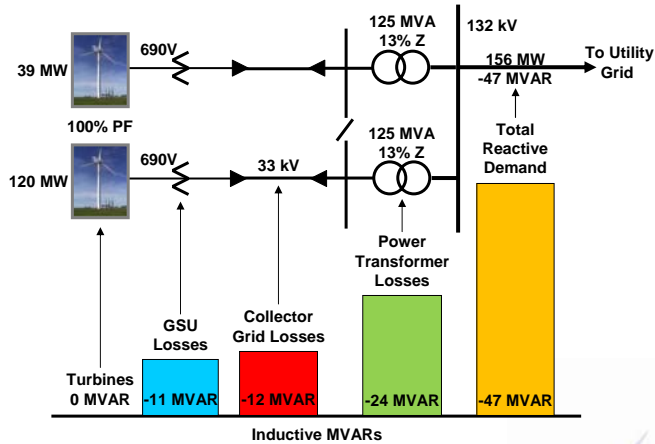 125 MVA
13% Z
132 kV
690V
39 MW
156 MW
-47 MVAR
To Utility
Grid
100% PF
125 MVA
13% Z
Total
Reactive
Demand
690V
33 kV
120 MW
Power
Transformer
Losses
GSU
Losses
Collector
Grid Losses
Turbines
0 MVAR
-11 MVAR
-12 MVAR
-24 MVAR
-47 MVAR
Inductive MVARs